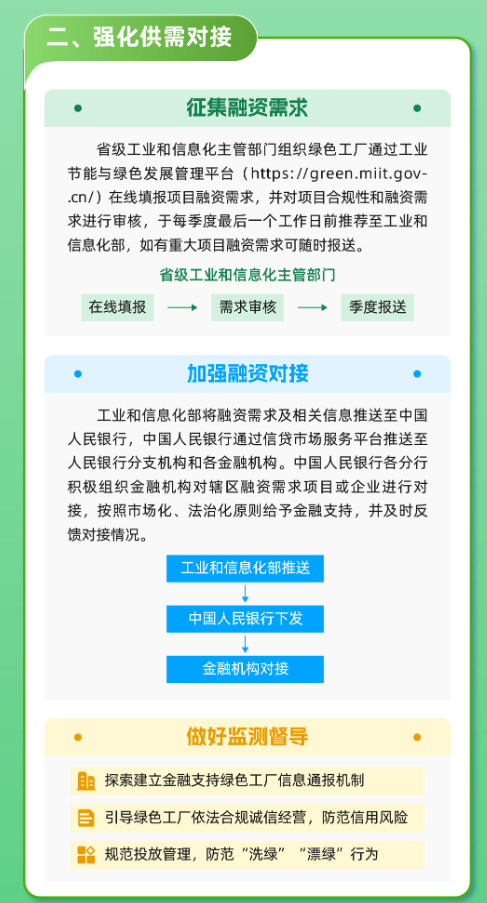 二、强化供需对接
征集融资需求
省级工业和信息化主管部门组织绿色工厂通过工业
节能与绿色发展管理平台（https://green.miit.gov-
.cn/）在线填报项目融资需求，并对项目合规性和融资需
求进行审核，于每季度最后一个工作日前推荐至工业和
信息化部，如有重大项目融资需求可随时报送。
省级工业和信息化主管部门
在线填报 → 需求审核 → 季度报送
加强融资对接
工业和信息化部将融资需求及相关信息推送至中国
人民银行，中国人民银行通过信贷市场服务平台推送至
人民银行分支机构和各金融机构。中国人民银行各分行
积极组织金融机构对辖区融资需求项目或企业进行对
接，按照市场化、法治化原则给予金融支持，并及时反
馈对接情况。
工业和信息化部推送
中国人民银行下发
金融机构对接
做好监测督导
探索建立金融支持绿色工厂信息通报机制
引导绿色工厂依法合规诚信经营，防范信用风险
规范投放管理，防范“洗绿”“漂绿”行为